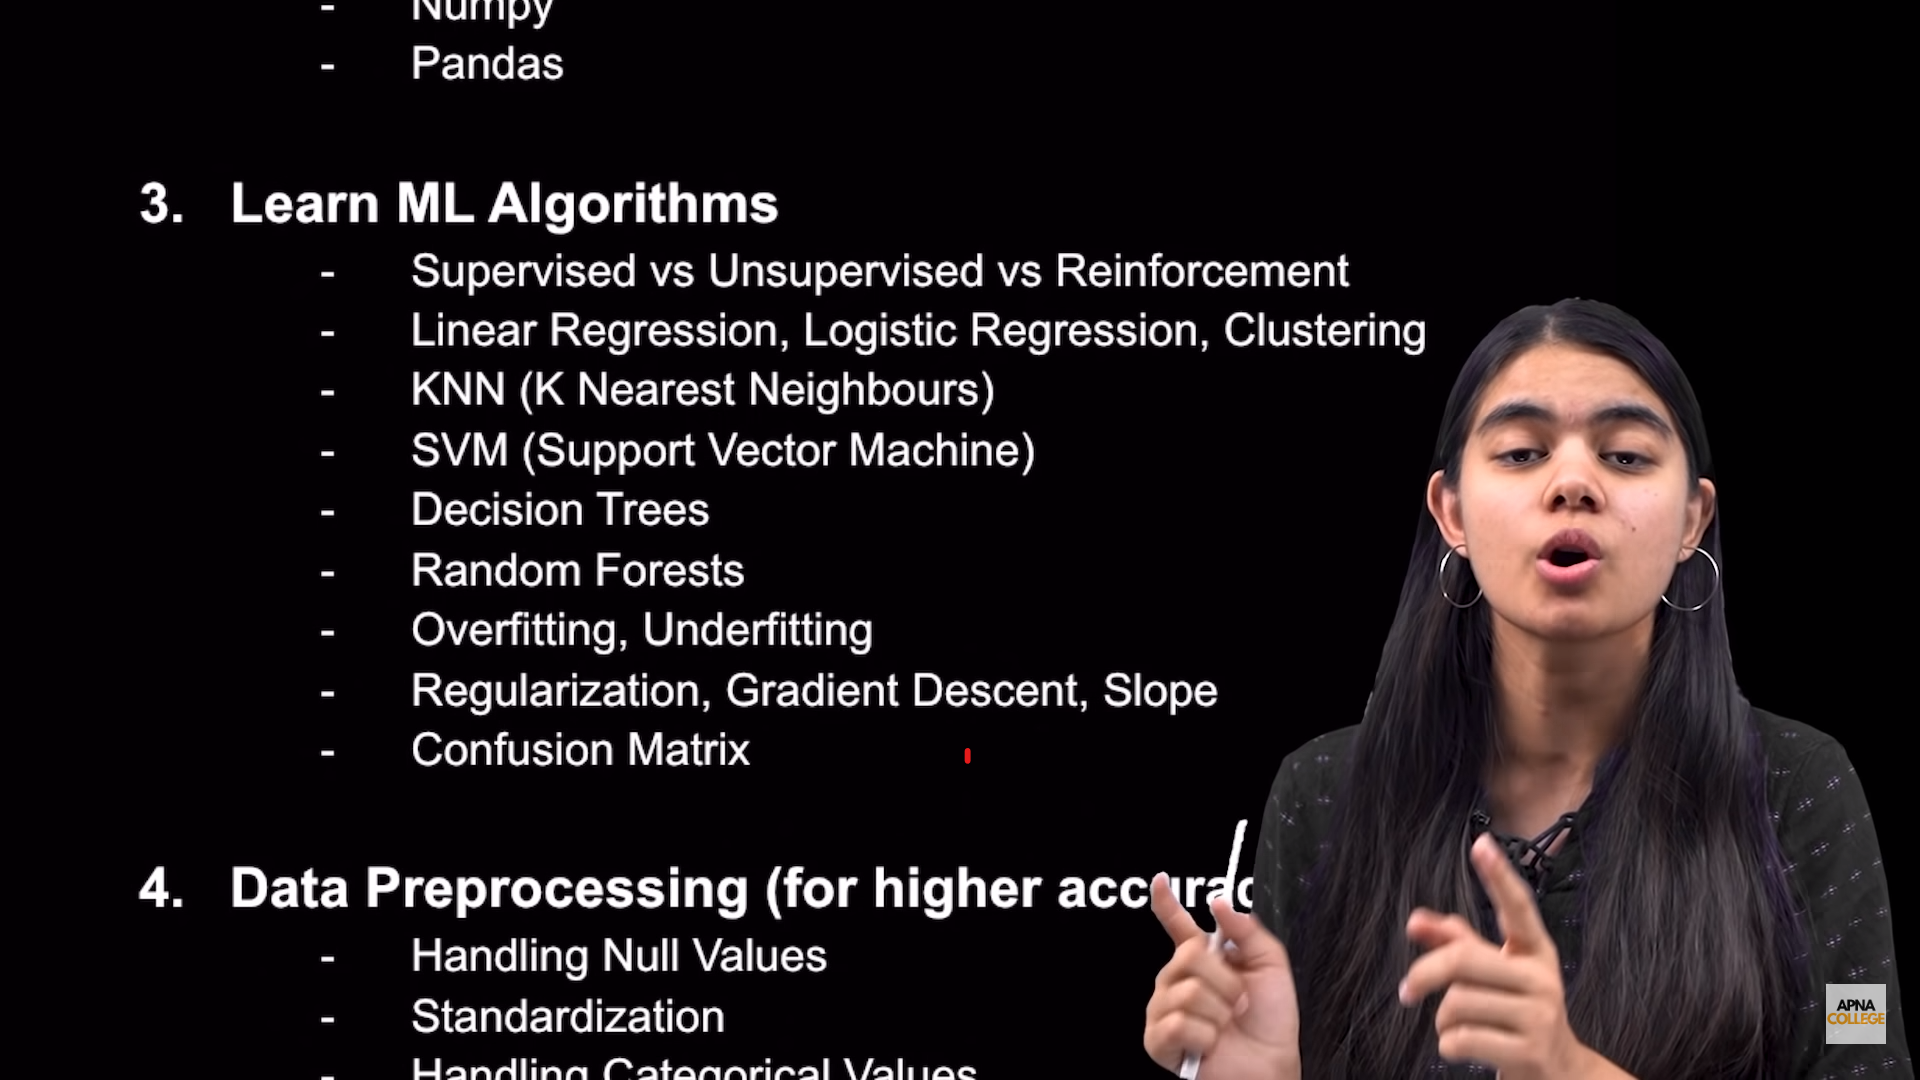 - Numpy
- Pandas
3. Learn ML Algorithms
- Supervised vs Unsupervised vs Reinforcement
- Linear Regression, Logistic Regression, Clustering
- KNN (K Nearest Neighbours)
- SVM (Support Vector Machine)
- Decision Trees
- Random Forests
- Overfitting, Underfitting
- Regularization, Gradient Descent, Slope
- Confusion Matrix
4. Data Preprocessing (for higher
- Handling Null Values
- Standardization
- Handling Categorical Values
APNA
COLLEGE